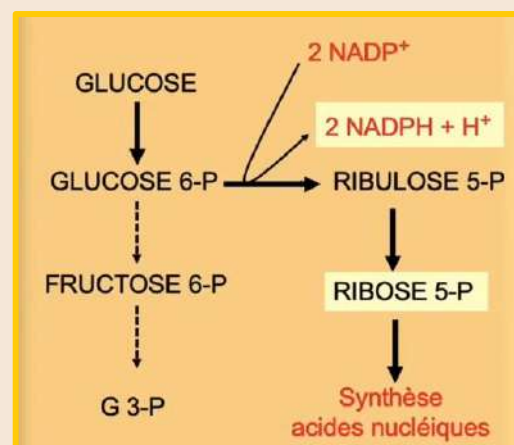 2 NADP⁺
GLUCOSE
2 NADPH + H⁺
GLUCOSE 6-P
RIBULOSE 5-P
FRUCTOSE 6-P
RIBOSE 5-P
G 3-P
Synthèse
acides nucléiques